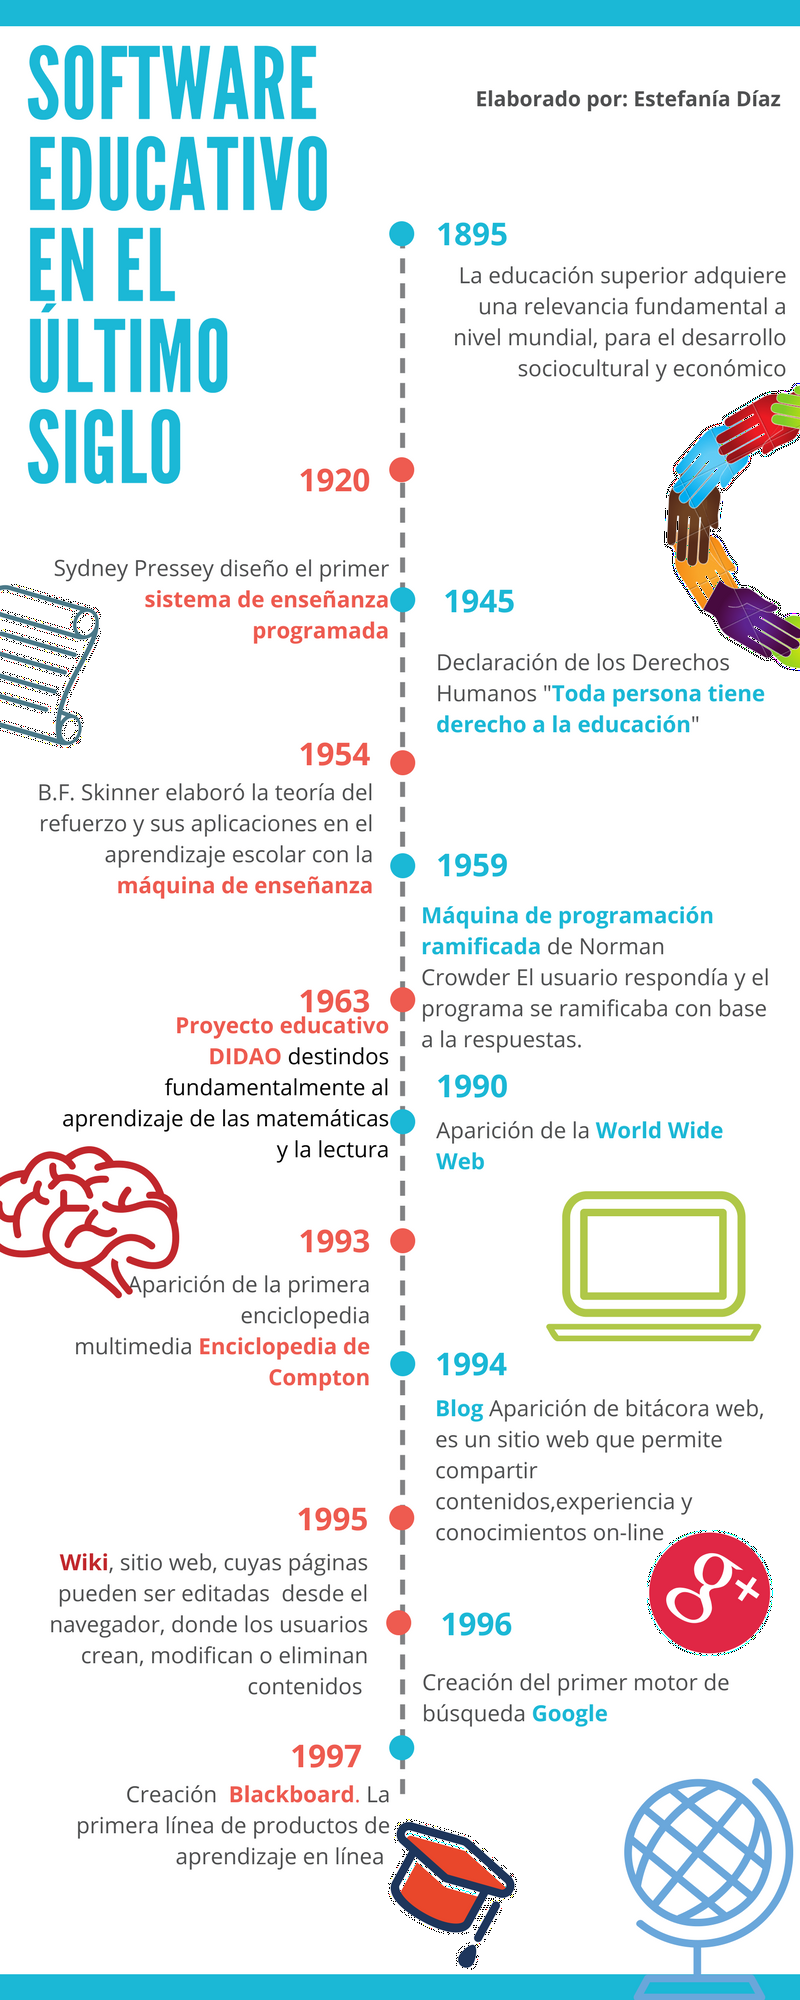 SOFTWARE
EDUCATIVO
EN EL
ÚLTIMO
SIGLO
Elaborado por: Estefanía Díaz
1895
La educación superior adquiere
una relevancia fundamental a
nivel mundial, para el desarrollo
sociocultural y económico
1920
Sydney Pressey diseño el primer
sistema de enseñanza
programada
1945
Declaración de los Derechos
Humanos "Toda persona tiene
derecho a la educación"
1954
B.F. Skinner elaboró la teoría del
refuerzo y sus aplicaciones en el
aprendizaje escolar con la
máquina de enseñanza
1959
Máquina de programación
ramificada de Norman
Crowder El usuario respondía y el
programa se ramificaba con base
a la respuestas.
1963
Proyecto educativo
DIDAO destindos
fundamentalmente al
aprendizaje de las matemáticas
y la lectura
1990
Aparición de la World Wide
Web
1993
Aparición de la primera
enciclopedia
multimedia Enciclopedia de
Compton
1994
Blog Aparición de bitácora web,
es un sitio web que permite
compartir
contenidos,experiencia y
conocimientos on-line
1995
Wiki, sitio web, cuyas páginas
pueden ser editadas  desde el
navegador, donde los usuarios
crean, modifican o eliminan
contenidos
g+
1996
Creación del primer motor de
búsqueda Google
1997
Creación  Blackboard. La
primera línea de productos de
aprendizaje en línea